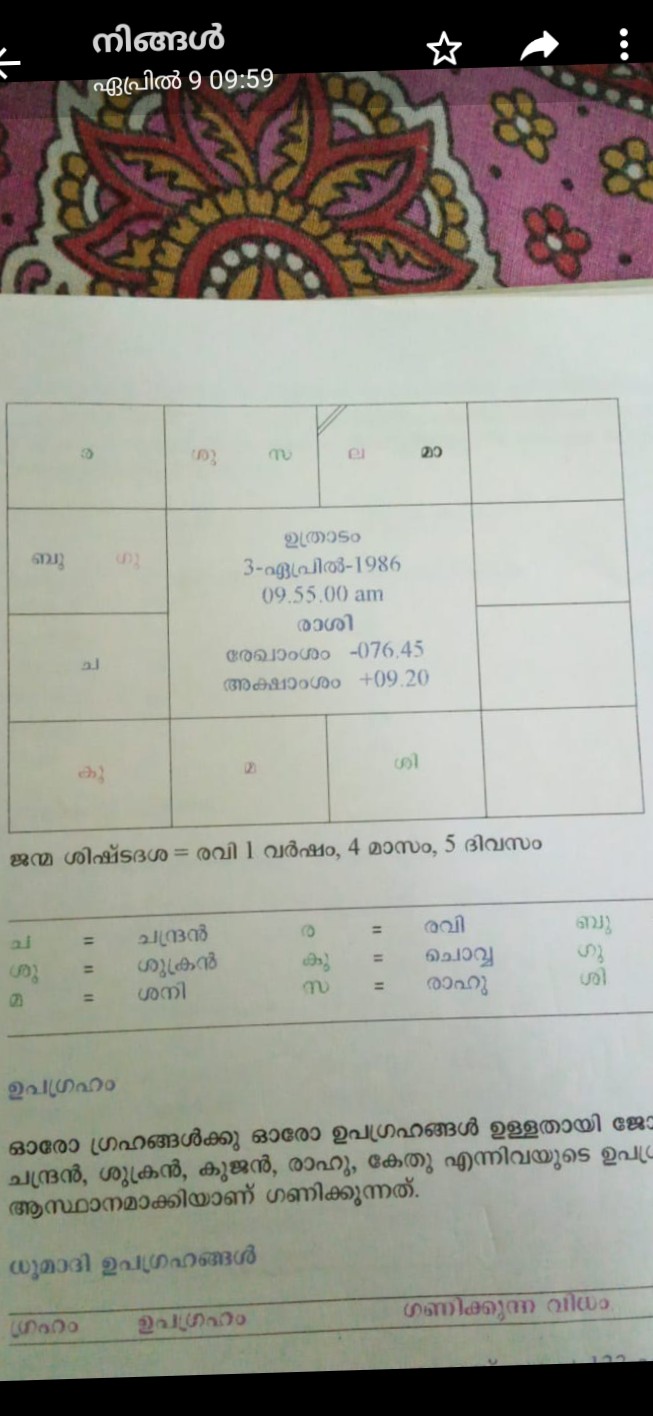 നിങ്ങൾ
ഏപ്രിൽ 9 09:59
ര ശു സ ല മാ
ബു ഗു
ച
ഉത്രാടം
3-ഏപ്രിൽ-1986
09.55.00 am
രാശി
രേഖാംശം -076.45
അക്ഷാംശം +09.20
കു മ ശി
ജന്മ ശിഷ്ടദശ = രവി 1 വർഷം, 4 മാസം, 5 ദിവസം
ച = ചന്ദ്രൻ ര = രവി ബു
ശു = ശുക്രൻ കു = ചൊവ്വ ഗു
മ = ശനി സ = രാഹു ശി
ഉപഗ്രഹം
ഓരോ ഗ്രഹങ്ങൾക്കു ഓരോ ഉപഗ്രഹങ്ങൾ ഉള്ളതായി ജോ
ചന്ദ്രൻ, ശുക്രൻ, കുജൻ, രാഹു, കേതു എന്നിവയുടെ ഉപഗ്ര
ആസ്ഥാനമാക്കിയാണ് ഗണിക്കുന്നത്.
ധൂമാദി ഉപഗ്രഹങ്ങൾ
ഗ്രഹം ഉപഗ്രഹം ഗണിക്കുന്ന വിധം